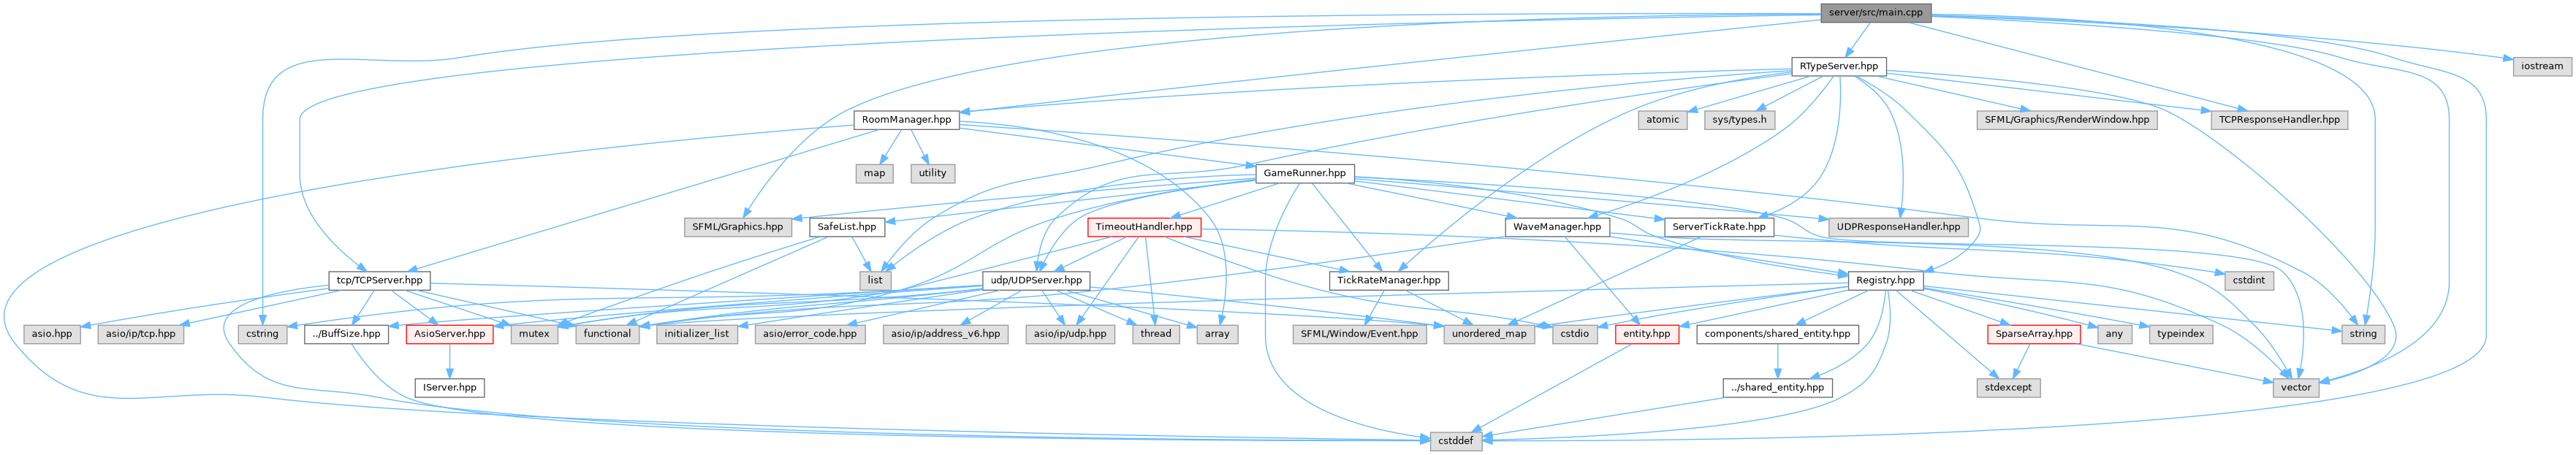 server/src/main.cpp
RTypeServer.hpp
iostream
RoomManager.hpp
atomic
sys/types.h
SFML/Graphics/RenderWindow.hpp
TCPResponseHandler.hpp
map
utility
GameRunner.hpp
SFML/Graphics.hpp
SafeList.hpp
TimeoutHandler.hpp
WaveManager.hpp
ServerTickRate.hpp
UDPResponseHandler.hpp
tcp/TCPServer.hpp
list
udp/UDPServer.hpp
TickRateManager.hpp
Registry.hpp
cstdint
asio.hpp
asio/ip/tcp.hpp
cstring
../BuffSize.hpp
AsioServer.hpp
mutex
functional
initializer_list
asio/error_code.hpp
asio/ip/address_v6.hpp
asio/ip/udp.hpp
thread
array
SFML/Window/Event.hpp
unordered_map
cstdio
entity.hpp
components/shared_entity.hpp
SparseArray.hpp
any
typeindex
string
IServer.hpp
../shared_entity.hpp
stdexcept
vector
cstddef